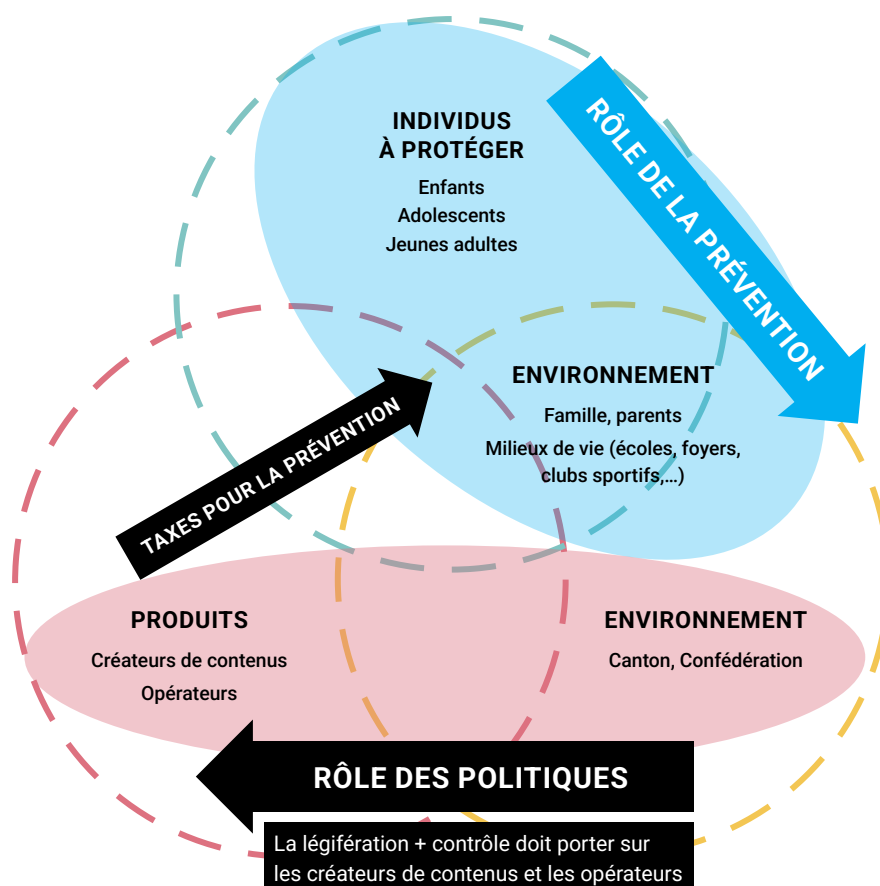 INDIVIDUS
À PROTÉGER
Enfants
Adolescents
Jeunes adultes
RÔLE DE LA PRÉVENTION
ENVIRONNEMENT
Famille, parents
Milieux de vie (écoles, foyers,
clubs sportifs,...)
TAXES POUR LA PRÉVENTION
PRODUITS
Créateurs de contenus
Opérateurs
ENVIRONNEMENT
Canton, Confédération
RÔLE DES POLITIQUES
La légifération + contrôle doit porter sur
les créateurs de contenus et les opérateurs